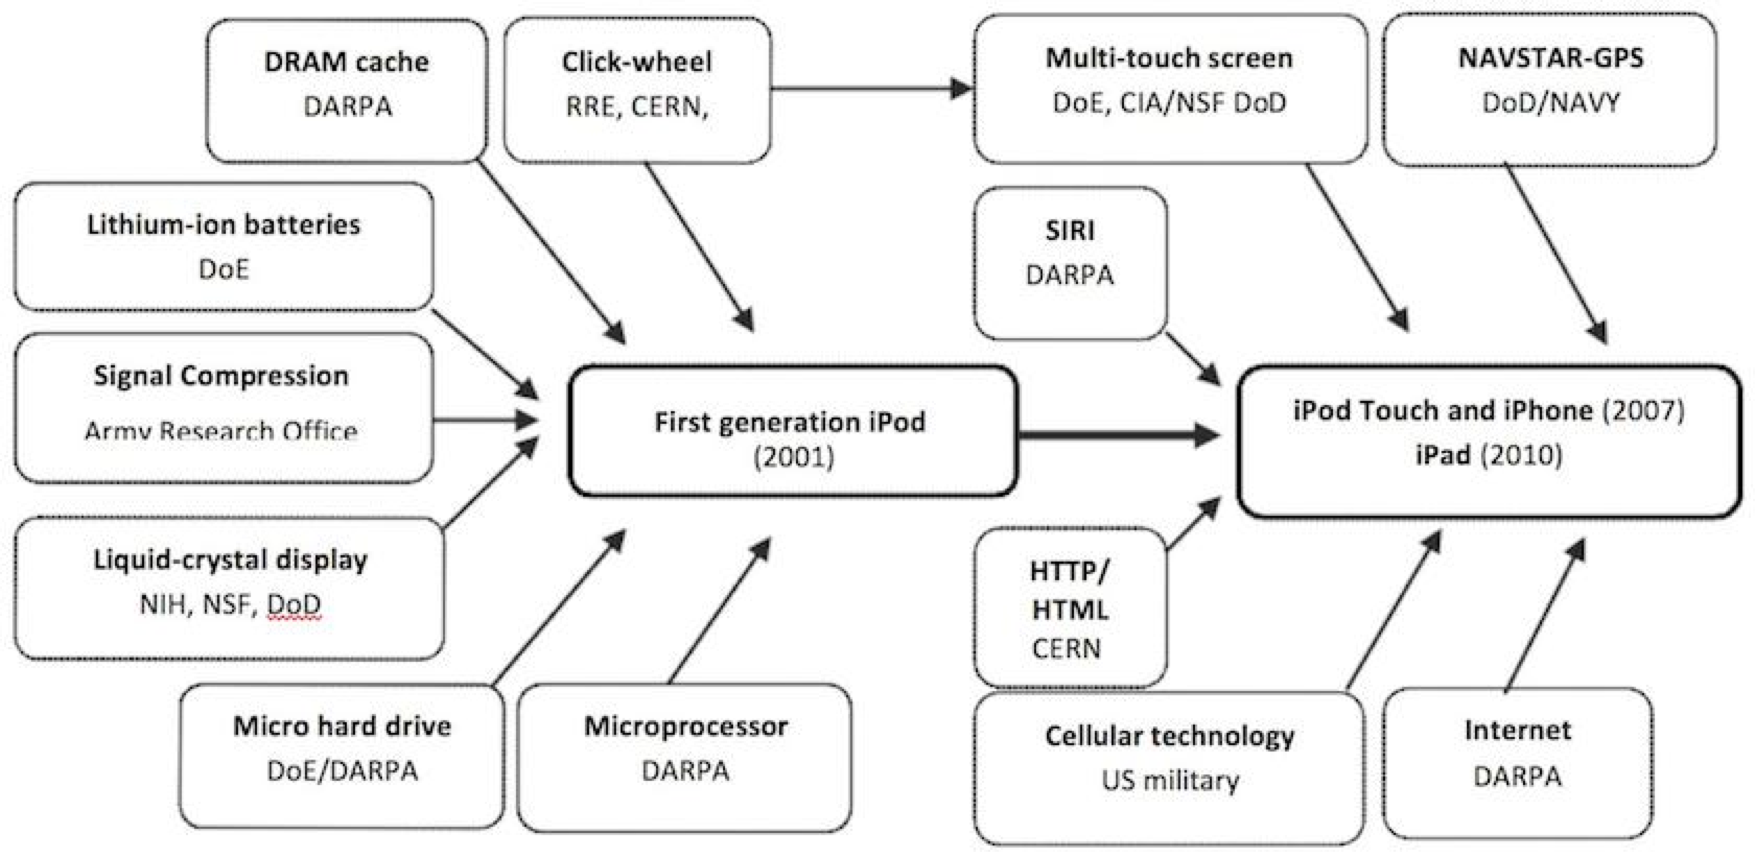 DRAM cache
DARPA
Click-wheel
RRE, CERN,
Multi-touch screen
DoE, CIA/NSF DoD
NAVSTAR-GPS
DoD/NAVY
Lithium-ion batteries
DoE
SIRI
DARPA
Signal Compression
Army Research Office
First generation iPod
(2001)
iPod Touch and iPhone (2007)
iPad (2010)
Liquid-crystal display
NIH, NSF, DoD
HTTP/
HTML
CERN
Micro hard drive
DoE/DARPA
Microprocessor
DARPA
Cellular technology
US military
Internet
DARPA